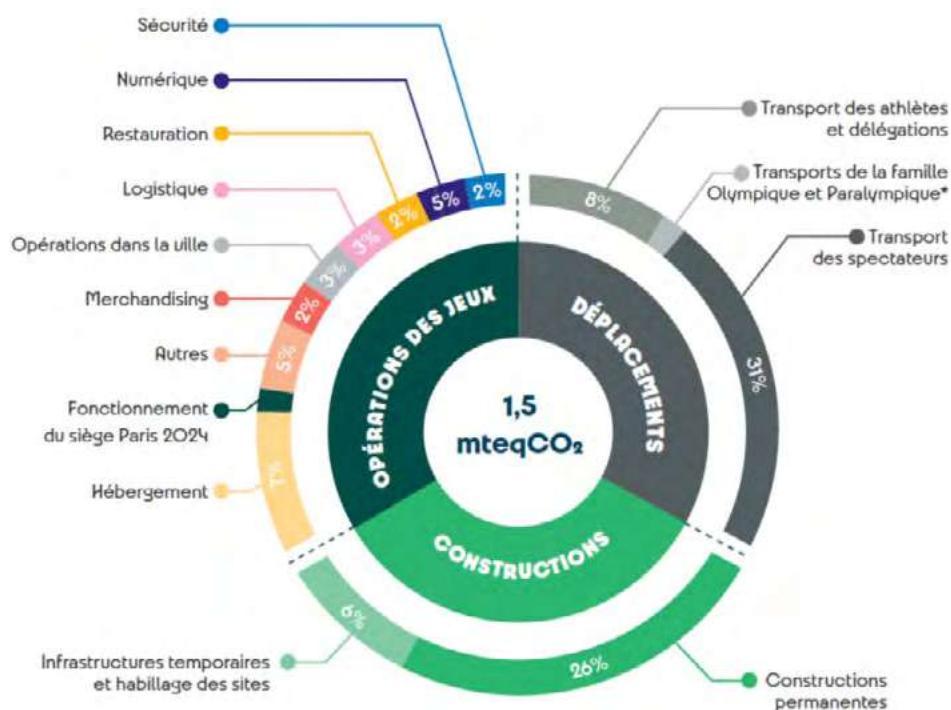 Sécurité
Numérique
Restauration
Logistique
Opérations dans la ville
Merchandising
Autres
Fonctionnement
du siège Paris 2024
Hébergement
2%
5%
2%
3%
3%
2%
5%
7%
Transport des athlètes
et délégations
Transports de la famille
Olympique et Paralympique*
Transport
des spectateurs
8%
31%
OPÉRATIONS DES JEUX
DÉPLACEMENTS
CONSTRUCTIONS
1,5
mteqCO₂
6%
26%
Infrastructures temporaires
et habillage des sites
Constructions
permanentes